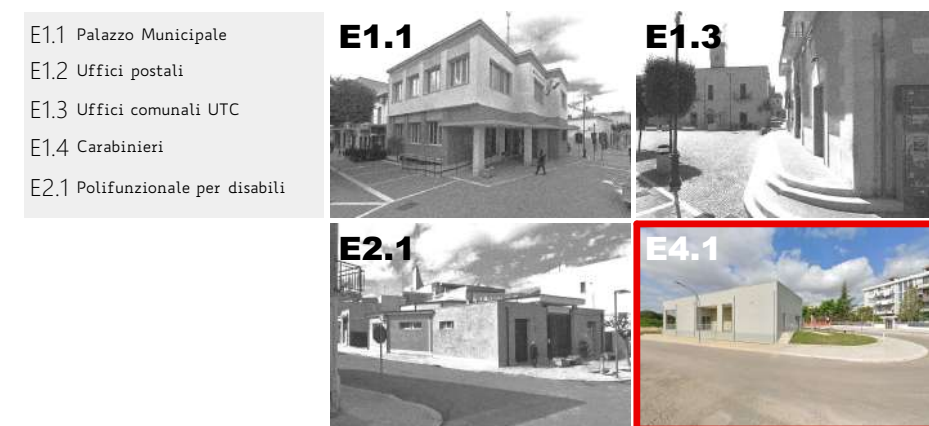 E1.1 Palazzo Municipale
E1.2 Uffici postali
E1.3 Uffici comunali UTC
E1.4 Carabinieri
E2.1 Polifunzionale per disabili
E1.1
E1.3
E2.1
E4.1